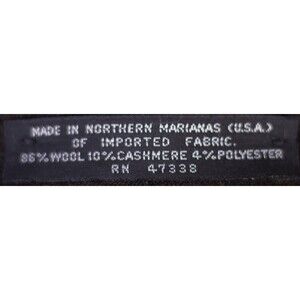 MADE IN NORTHERN MARIANAS (U.S.A.)
OF IMPORTED FABRIC.
86% WOOL 10% CASHMERE 4% POLYESTER
RN 47338